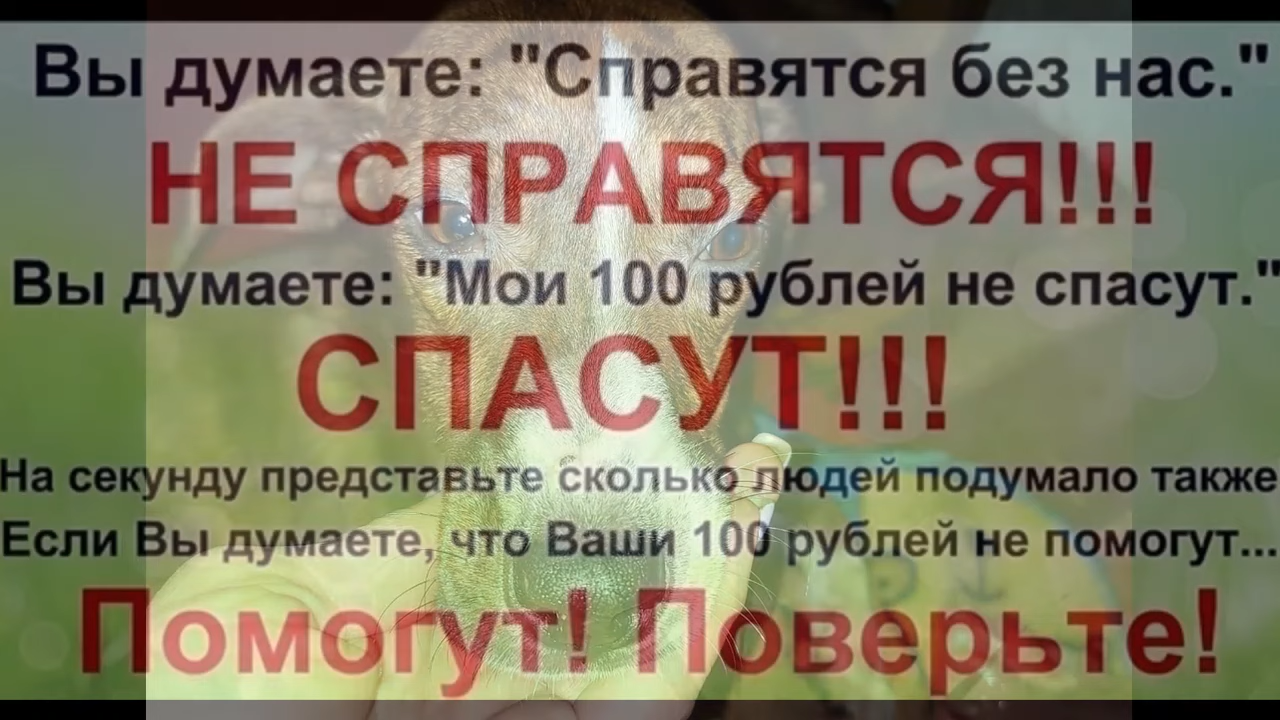 Вы думаете: "Справятся без нас."
НЕ СПРАВЯТСЯ!!!
Вы думаете: "Мои 100 рублей не спасут."
СПАСУТ!!!
На секунду представьте сколько людей подумало также
Если Вы думаете, что Ваши 100 рублей не помогут...
Помогут! Поверьте!